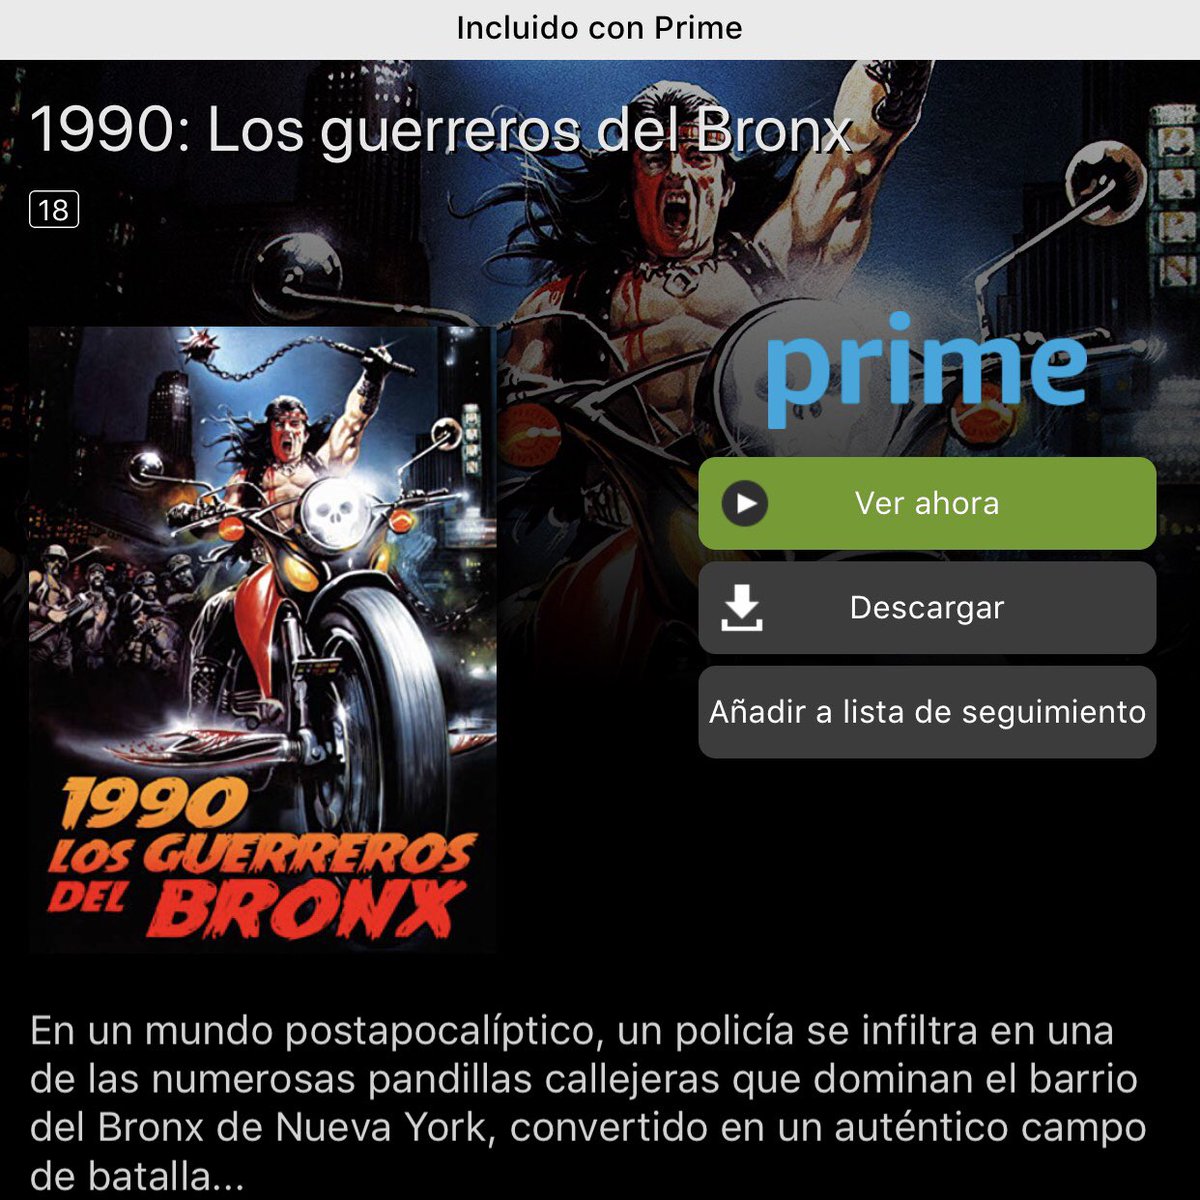 Incluido con Prime
1990: Los guerreros del Bronx
18
prime
Ver ahora
Descargar
Añadir a lista de seguimiento
1990
LOS GUERREROS
DEL BRONX
En un mundo postapocalíptico, un policía se infiltra en una
de las numerosas pandillas callejeras que dominan el barrio
del Bronx de Nueva York, convertido en un auténtico campo
de batalla...